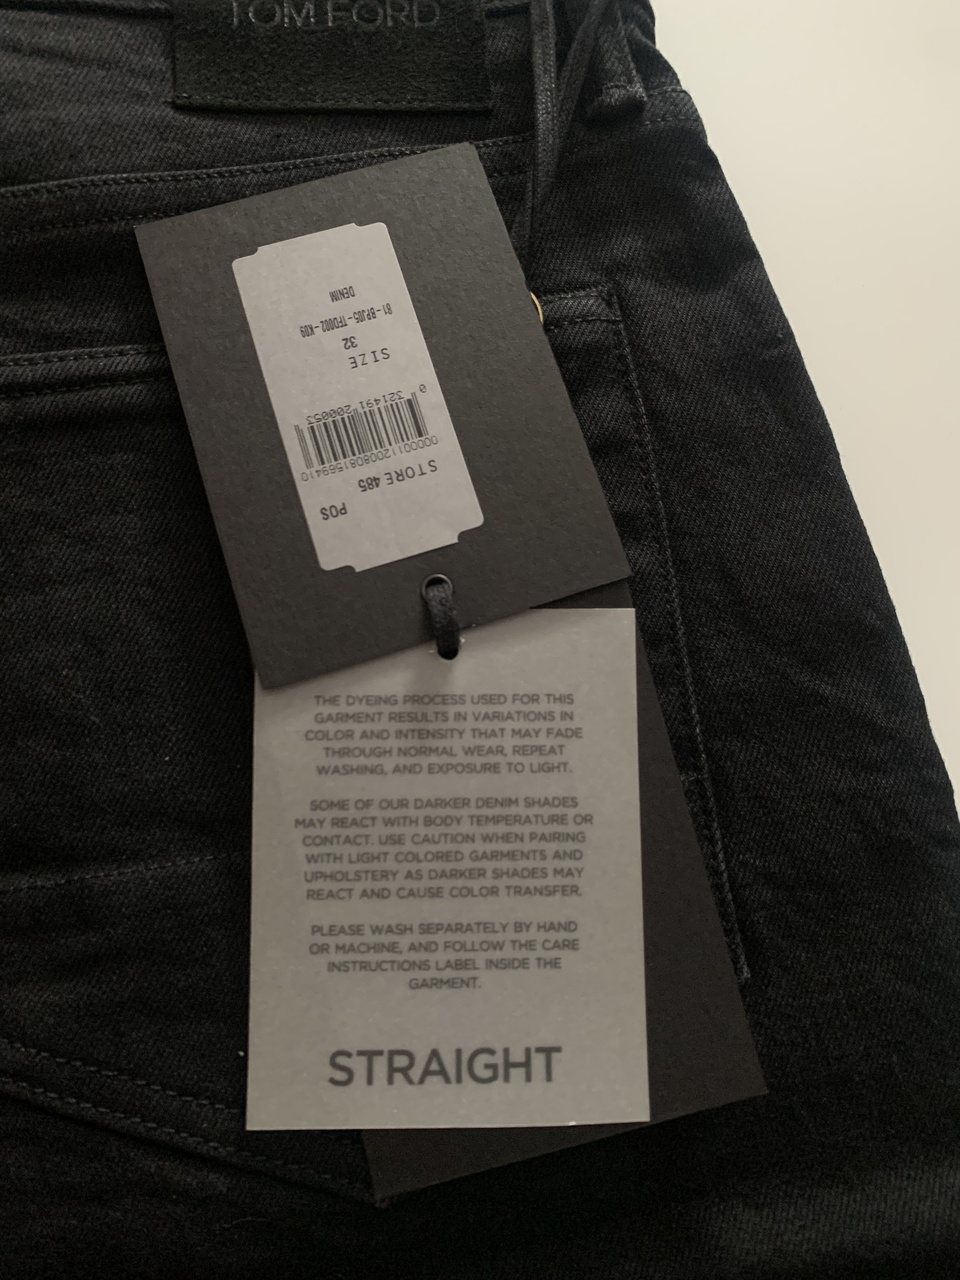 TOM FORD
POS
STORE 485
00000112008081569410
0 321491 200053
SIZE
32
61-BPJ05-TFD002-K09
DENIM
THE DYEING PROCESS USED FOR THIS
GARMENT RESULTS IN VARIATIONS IN
COLOR AND INTENSITY THAT MAY FADE
THROUGH NORMAL WEAR, REPEAT
WASHING, AND EXPOSURE TO LIGHT.
SOME OF OUR DARKER DENIM SHADES
MAY REACT WITH BODY TEMPERATURE OR
CONTACT. USE CAUTION WHEN PAIRING
WITH LIGHT COLORED GARMENTS AND
UPHOLSTERY AS DARKER SHADES MAY
REACT AND CAUSE COLOR TRANSFER.
PLEASE WASH SEPARATELY BY HAND
OR MACHINE, AND FOLLOW THE CARE
INSTRUCTIONS LABEL INSIDE THE
GARMENT.
STRAIGHT